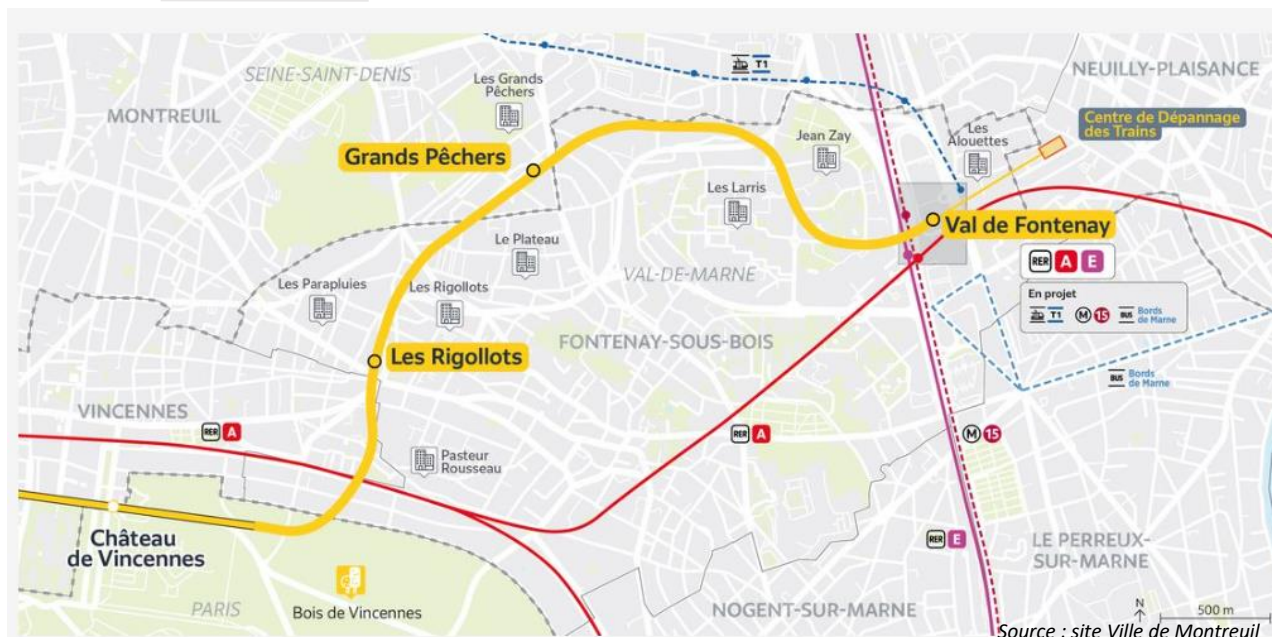 SEINE-SAINT-DENIS
MONTREUIL
Les Grands
Pêchers
Grands Pêchers
T1
NEUILLY-PLAISANCE
Centre de Dépannage
des Trains
Jean Zay
Les
Alouettes
Les Larris
Val de Fontenay
Le Plateau
VAL-DE-MARNE
RER A E
Les Parapluies
Les Rigollots
En projet
T1 M 15 BUS Bords
de Marne
Les Rigollots
FONTENAY-SOUS-BOIS
BUS Bords
de Marne
VINCENNES
RER A
RER A
M 15
Pasteur
Rousseau
Château
de Vincennes
RER E
LE PERREUX-
SUR-MARNE
PARIS
Bois de Vincennes
NOGENT-SUR-MARNE
N
500 m
Source : site Ville de Montreuil